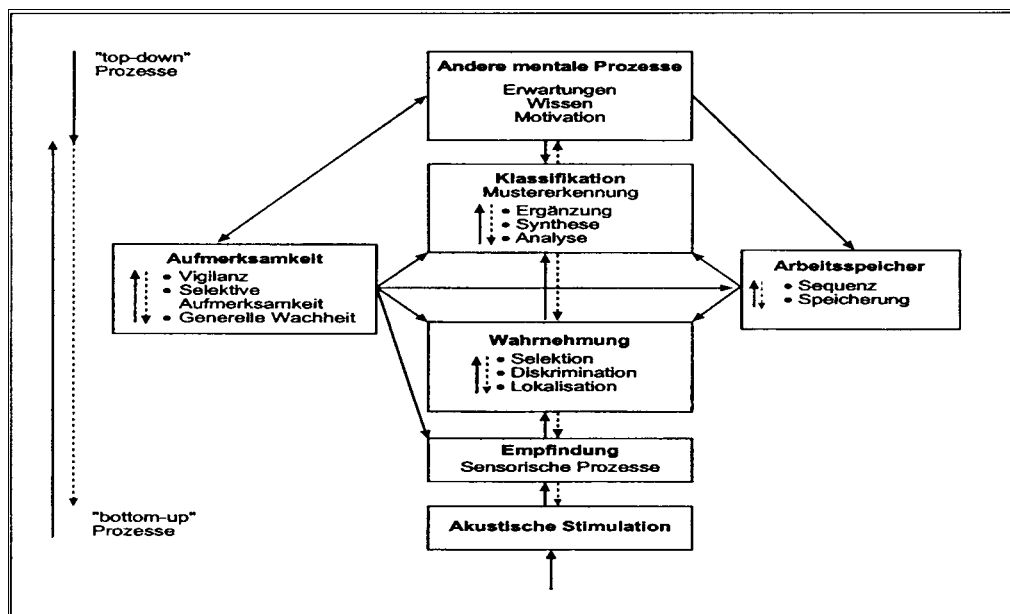 "top-down"
Prozesse
Andere mentale Prozesse
Erwartungen
Wissen
Motivation
Klassifikation
Mustererkennung
• Ergänzung
• Synthese
• Analyse
Aufmerksamkeit
• Vigilanz
• Selektive
Aufmerksamkeit
• Generelle Wachheit
Arbeitsspeicher
• Sequenz
• Speicherung
Wahrnehmung
• Selektion
• Diskrimination
• Lokalisation
Empfindung
Sensorische Prozesse
"bottom-up"
Prozesse
Akustische Stimulation